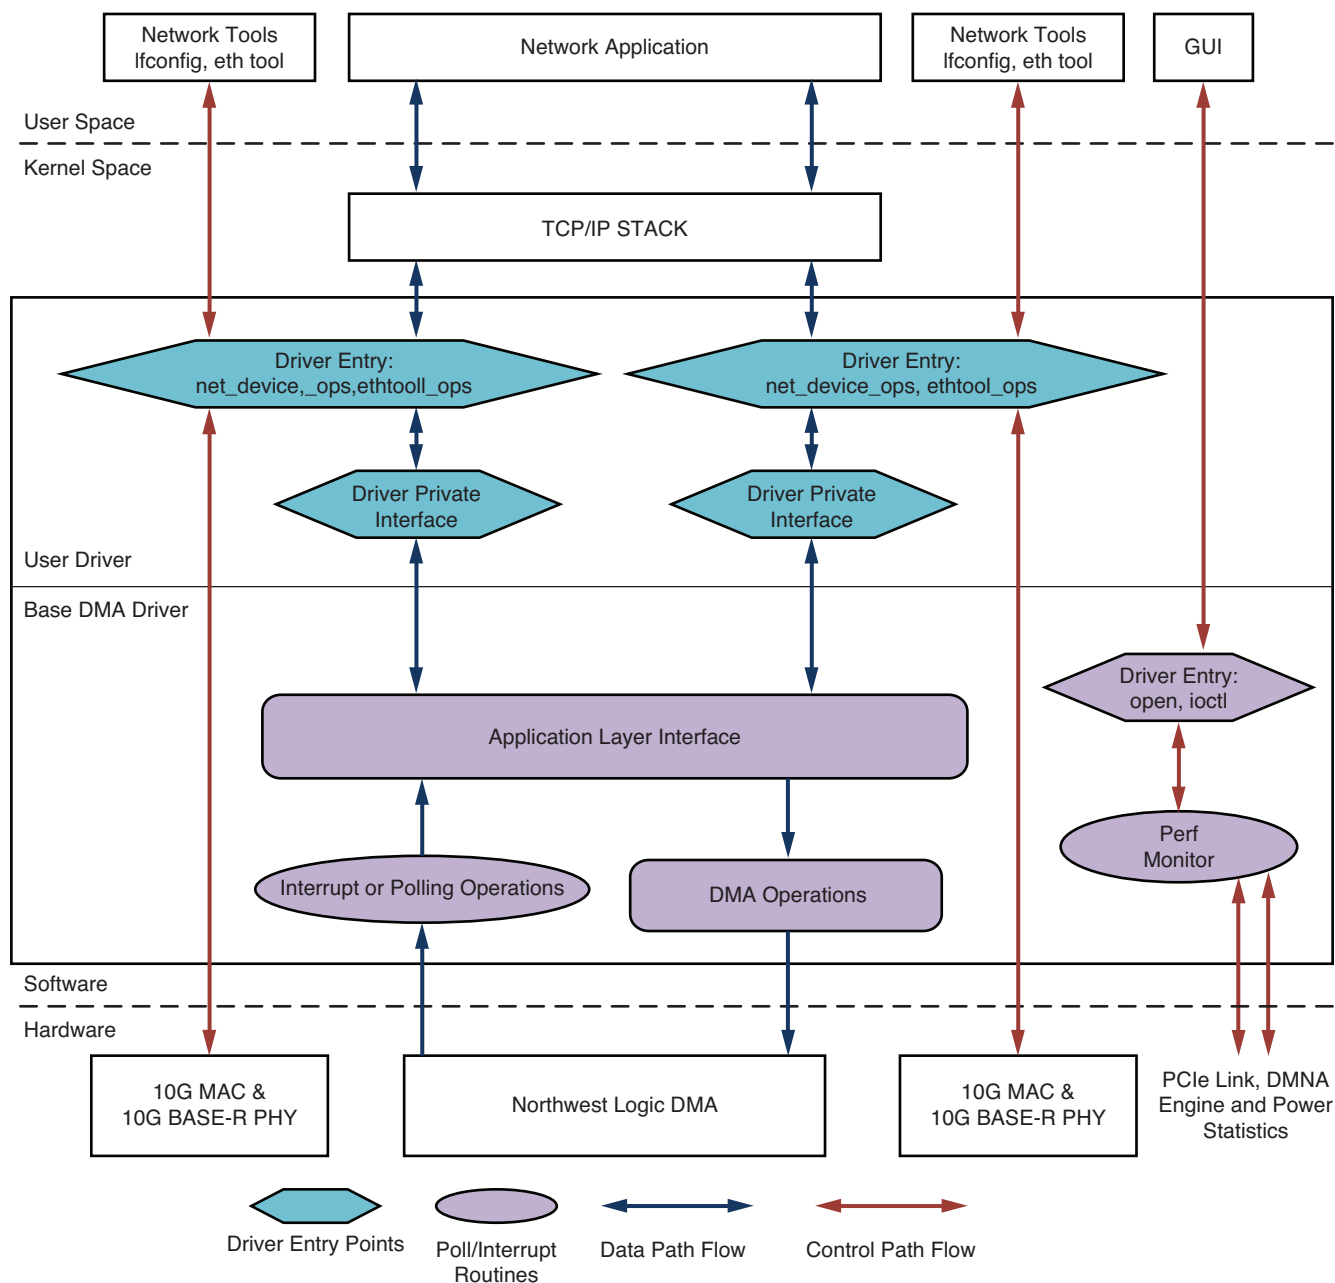 Network Tools
lfconfig, eth tool
Network Application
Network Tools
lfconfig, eth tool
GUI
User Space
Kernel Space
TCP/IP STACK
Driver Entry:
net_device,_ops,ethtooll_ops
Driver Entry:
net_device_ops, ethtool_ops
Driver Private
Interface
Driver Private
Interface
User Driver
Base DMA Driver
Driver Entry:
open, ioctl
Application Layer Interface
Perf
Monitor
Interrupt or Polling Operations
DMA Operations
Software
Hardware
10G MAC &
10G BASE-R PHY
Northwest Logic DMA
10G MAC &
10G BASE-R PHY
PCIe Link, DMNA
Engine and Power
Statistics
Driver Entry Points
Poll/Interrupt
Routines
Data Path Flow
Control Path Flow